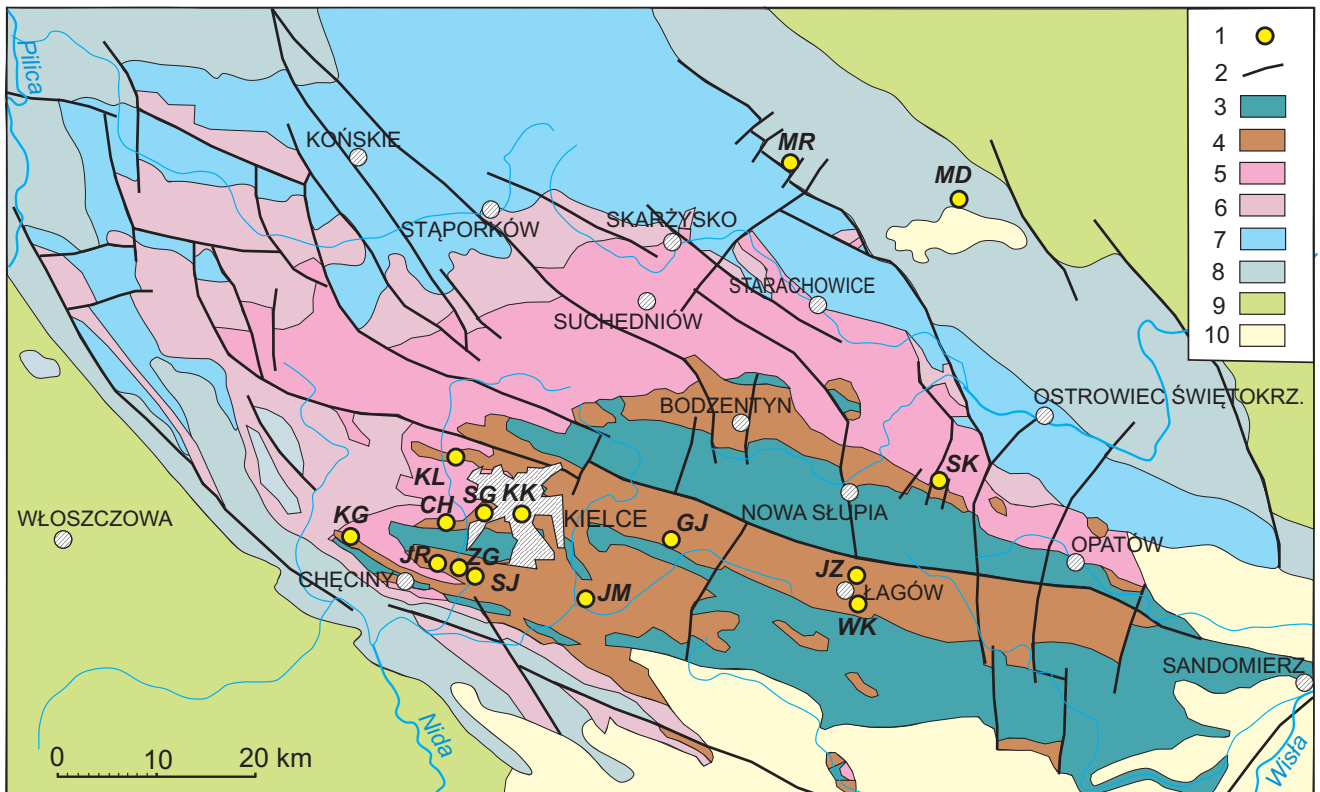 Pilica
KOŃSKIE
STĄPORKÓW
SKARŻYSKO
MR
MD
SUCHEDNIÓW
STARACHOWICE
1
2
3
4
5
6
7
8
9
10
BODZENTYN
OSTROWIEC ŚWIĘTOKRZ.
KL
SG
KK
CH
KG
KIELCE
SK
WŁOSZCZOWA
NOWA SŁUPIA
GJ
OPATÓW
JR
ZG
SJ
CHĘCINY
JM
JZ
ŁAGÓW
WK
SANDOMIERZ
Nida
Wisła
0 10 20 km